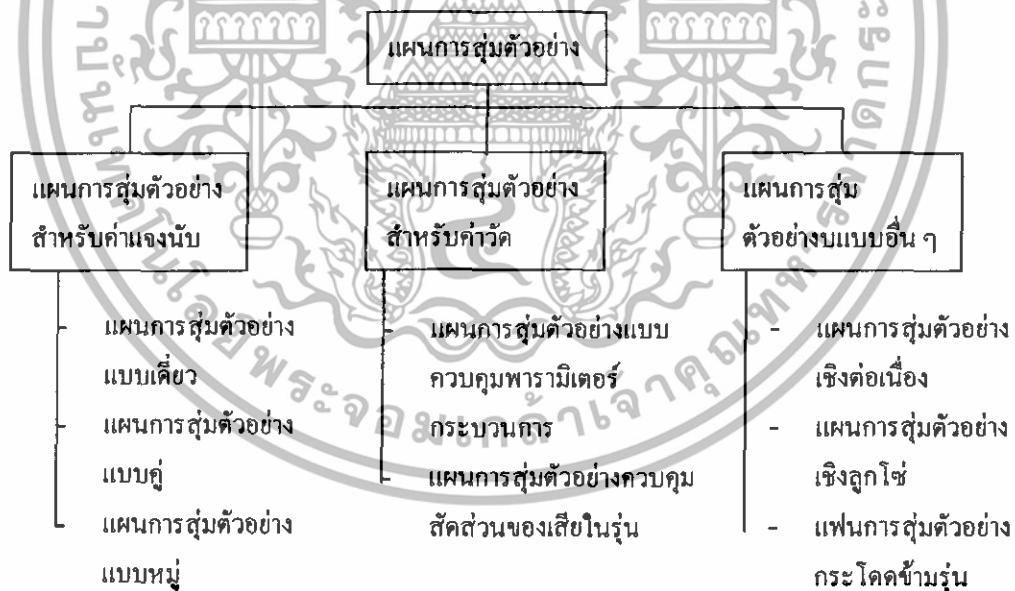 แผนการสุ่มตัวอย่าง
แผนการสุ่มตัวอย่าง
สำหรับค่าแจงนับ
แผนการสุ่มตัวอย่าง
สำหรับค่าวัด
แผนการสุ่ม
ตัวอย่างบแบบอื่น ๆ
- แผนการสุ่มตัวอย่าง
แบบเดี่ยว
- แผนการสุ่มตัวอย่าง
แบบคู่
- แผนการสุ่มตัวอย่าง
แบบหมู่
- แผนการสุ่มตัวอย่างแบบ
ควบคุมพารามิเตอร์
กระบวนการ
- แผนการสุ่มตัวอย่างควบคุม
สัดส่วนของเสียในรุ่น
- แผนการสุ่มตัวอย่าง
เชิงต่อเนื่อง
- แผนการสุ่มตัวอย่าง
เชิงลูกโซ่
- แฟนการสุ่มตัวอย่าง
กระโดดข้ามรุ่น